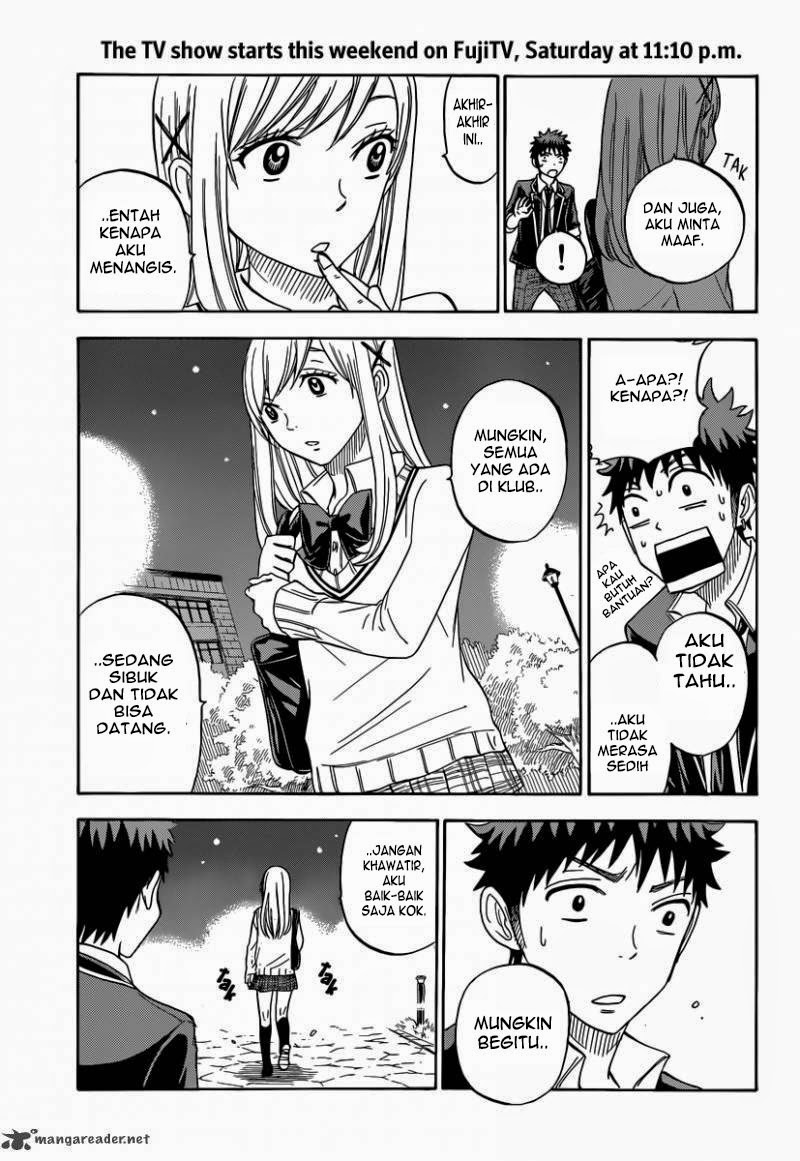 The TV show starts this weekend on FujiTV, Saturday at 11:10 p.m.
DAN JUGA,
AKU MINTA
MAAF.
!
TAK
AKHIR-
AKHIR
INI..
..ENTAH
KENAPA
AKU
MENANGIS.
A-APA?!
KENAPA?!
APA
KAU
BUTUH
BANTUAN?
AKU
TIDAK
TAHU..
..AKU
TIDAK
MERASA
SEDIH
MUNGKIN,
SEMUA
YANG ADA
DI KLUB..
..SEDANG
SIBUK
DAN TIDAK
BISA
DATANG.
MUNGKIN
BEGITU..
..JANGAN
KHAWATIR,
AKU
BAIK-BAIK
SAJA KOK.
TAK
TAK
mangareader.net